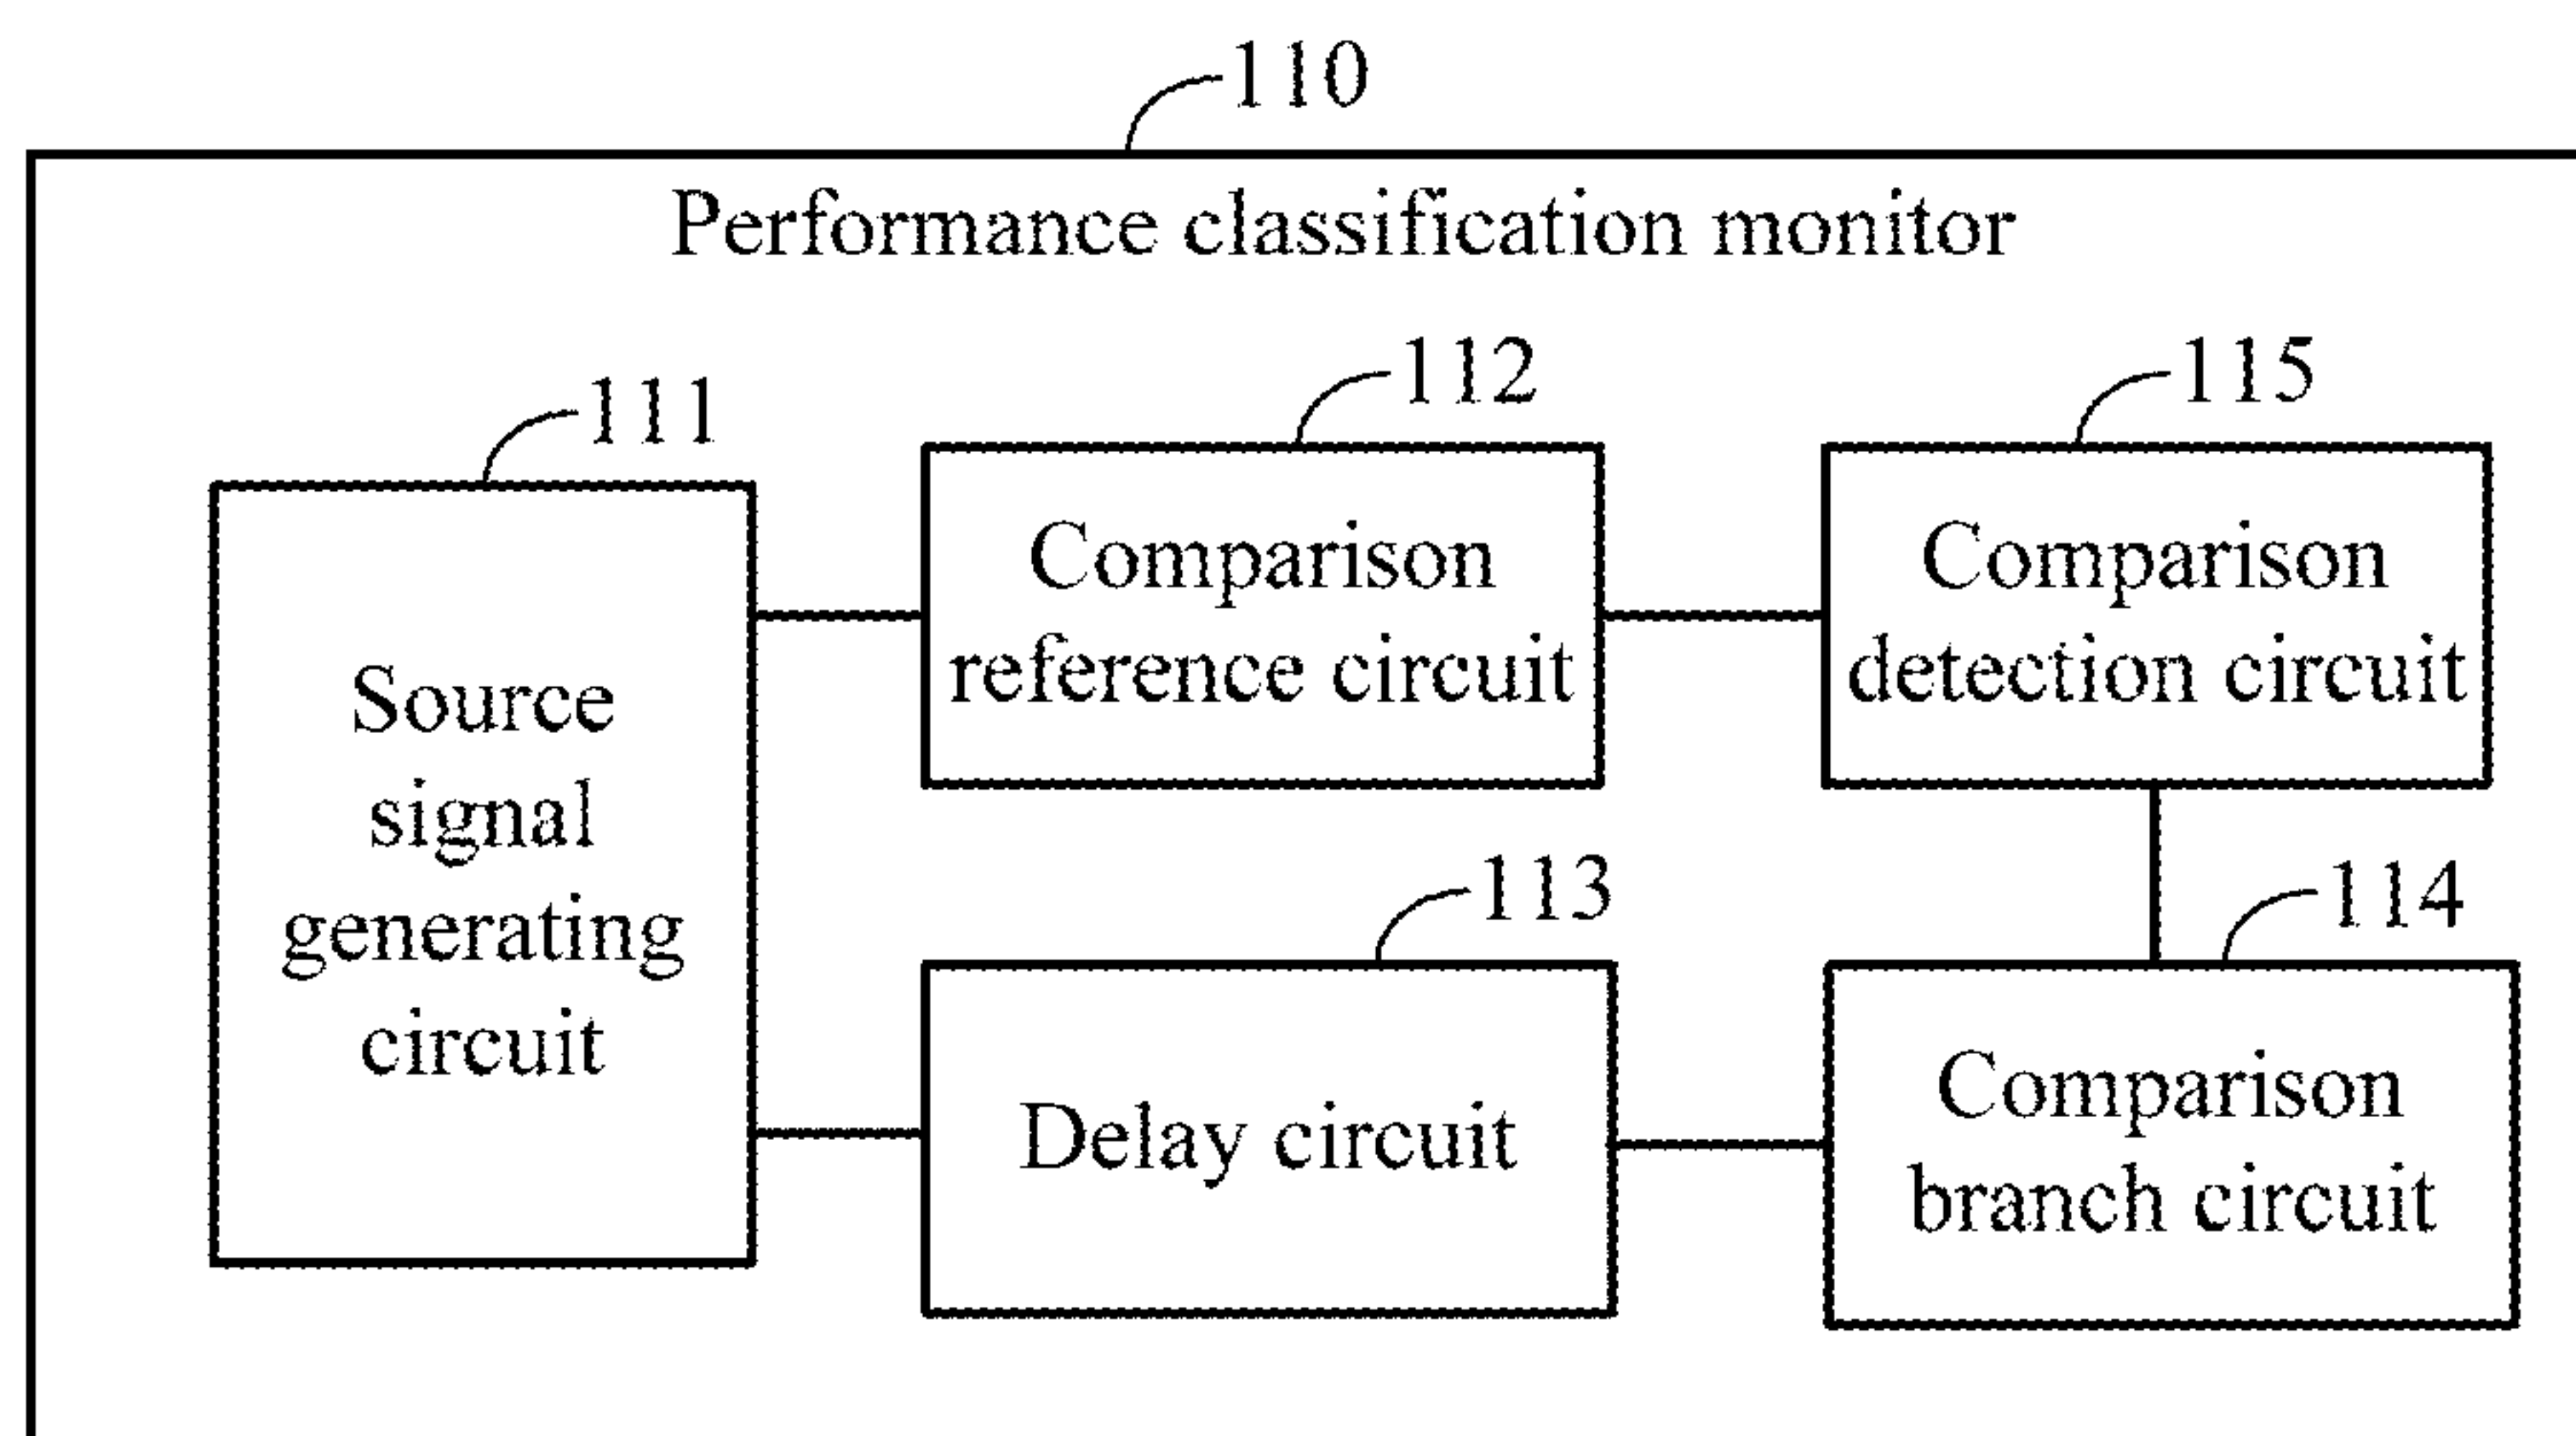 110
Performance classification monitor
111
Source
signal
generating
circuit
112
Comparison
reference circuit
115
Comparison
detection circuit
113
Delay circuit
114
Comparison
branch circuit